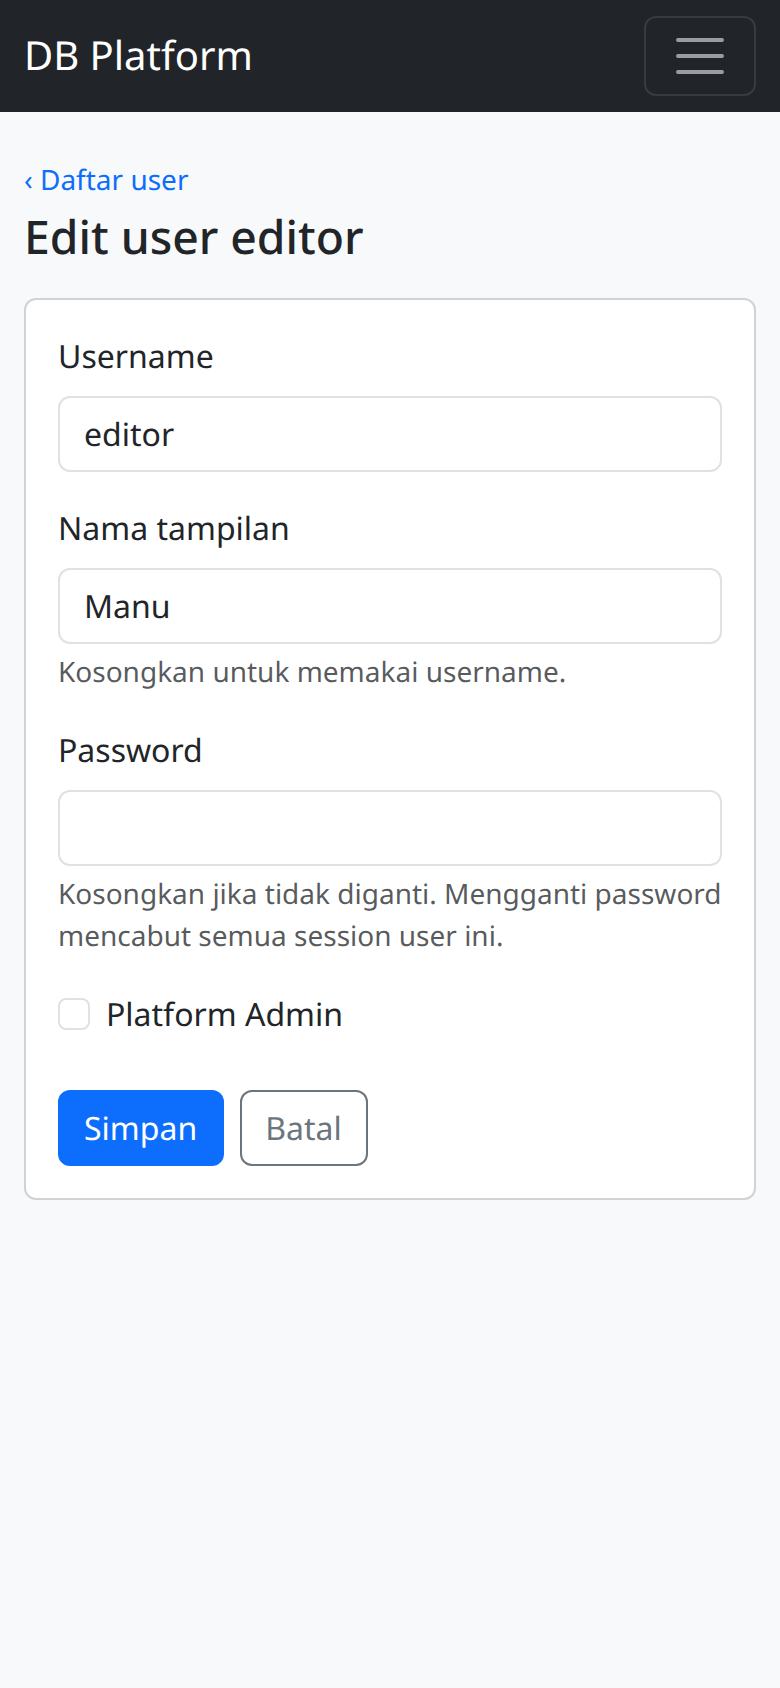 DB Platform
‹ Daftar user
Edit user editor
Username
editor
Nama tampilan
Manu
Kosongkan untuk memakai username.
Password
Kosongkan jika tidak diganti. Mengganti password
mencabut semua session user ini.
Platform Admin
Simpan
Batal